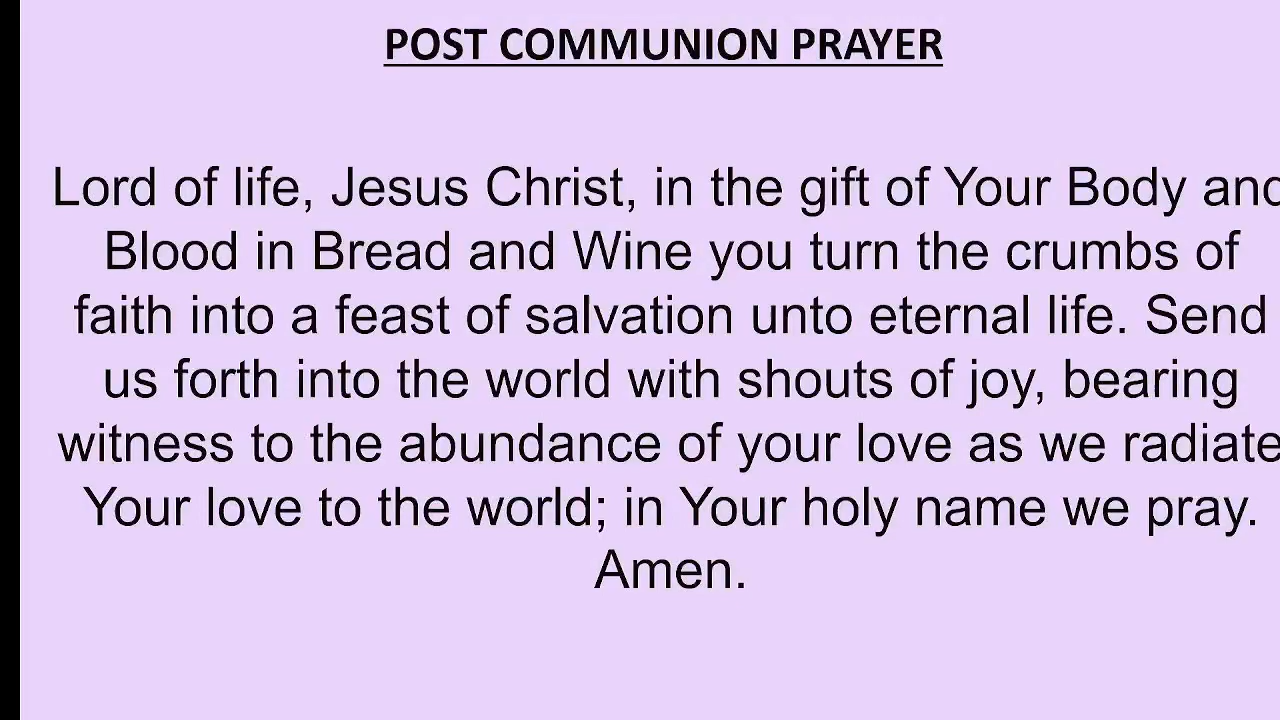 POST COMMUNION PRAYER
Lord of life, Jesus Christ, in the gift of Your Body and
Blood in Bread and Wine you turn the crumbs of
faith into a feast of salvation unto eternal life. Send
us forth into the world with shouts of joy, bearing
witness to the abundance of your love as we radiate
Your love to the world; in Your holy name we pray.
Amen.